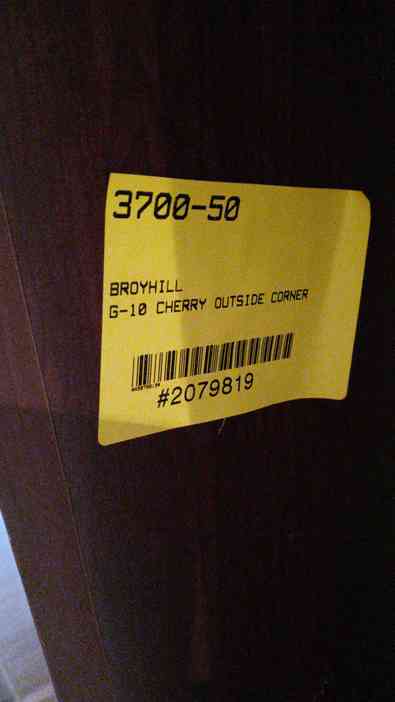 3700-50
BROYHILL
G-10 CHERRY OUTSIDE CORNER
#2079819